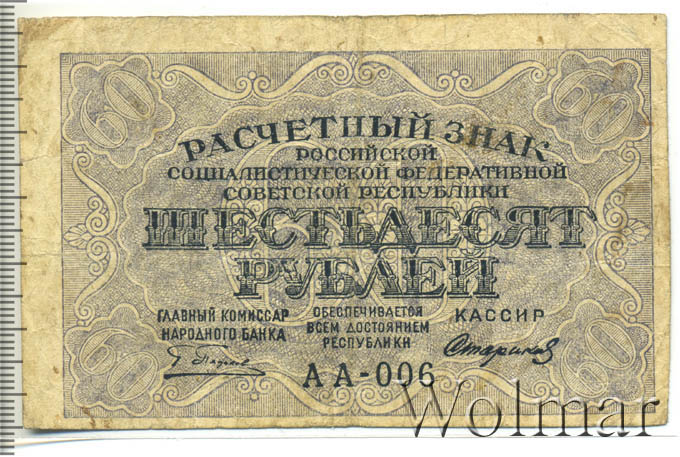 60 60
РАСЧЕТНЫЙ ЗНАК
РОССИЙСКОЙ
СОЦИАЛИСТИЧЕСКОЙ ФЕДЕРАТИВНОЙ
СОВЕТСКОЙ РЕСПУБЛИКИ
ШЕСТЬДЕСЯТ
РУБЛЕЙ
ГЛАВНЫЙ КОМИССАР
НАРОДНОГО БАНКА
ОБЕСПЕЧИВАЕТСЯ
ВСЕМ ДОСТОЯНИЕМ
РЕСПУБЛИКИ
КАССИР
Стариков
60 60
АА-006
Wolmar